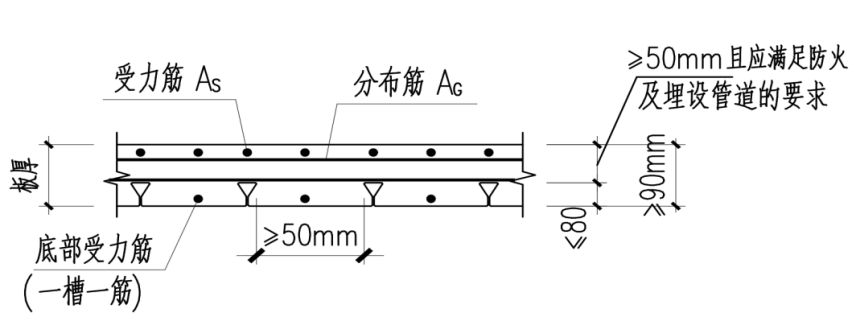 ≥50mm且应满足防火
及埋设管道的要求
受力筋 As
分布筋 AG
板厚
≥90mm
≤80
≥50mm
底部受力筋
(一槽一筋)